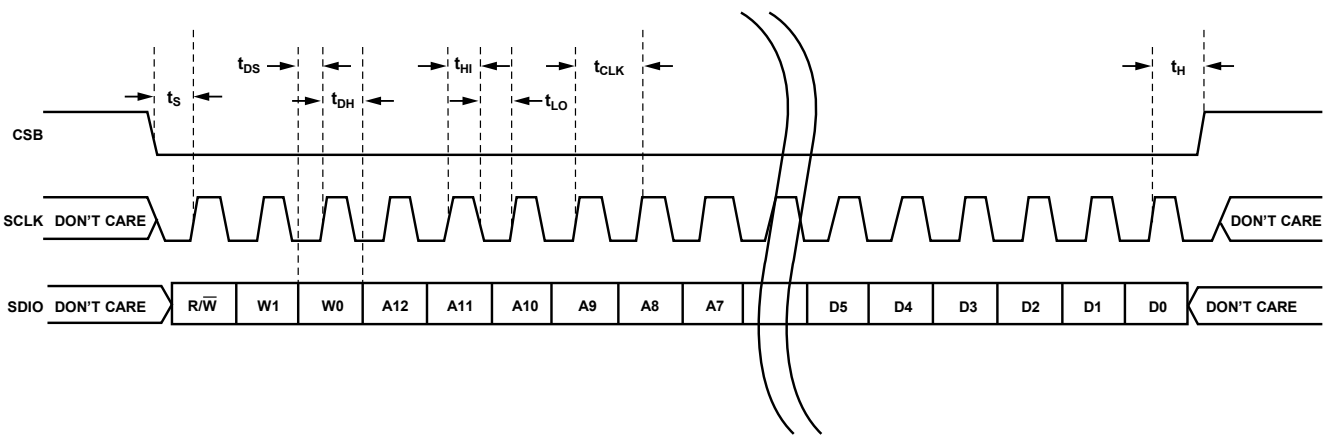 tDS
tHI
tCLK
tH
tS
tDH
tLO
CSB
SCLK DON'T CARE
DON'T CARE
SDIO DON'T CARE R/W̅ W1 W0 A12 A11 A10 A9 A8 A7 D5 D4 D3 D2 D1 D0 DON'T CARE